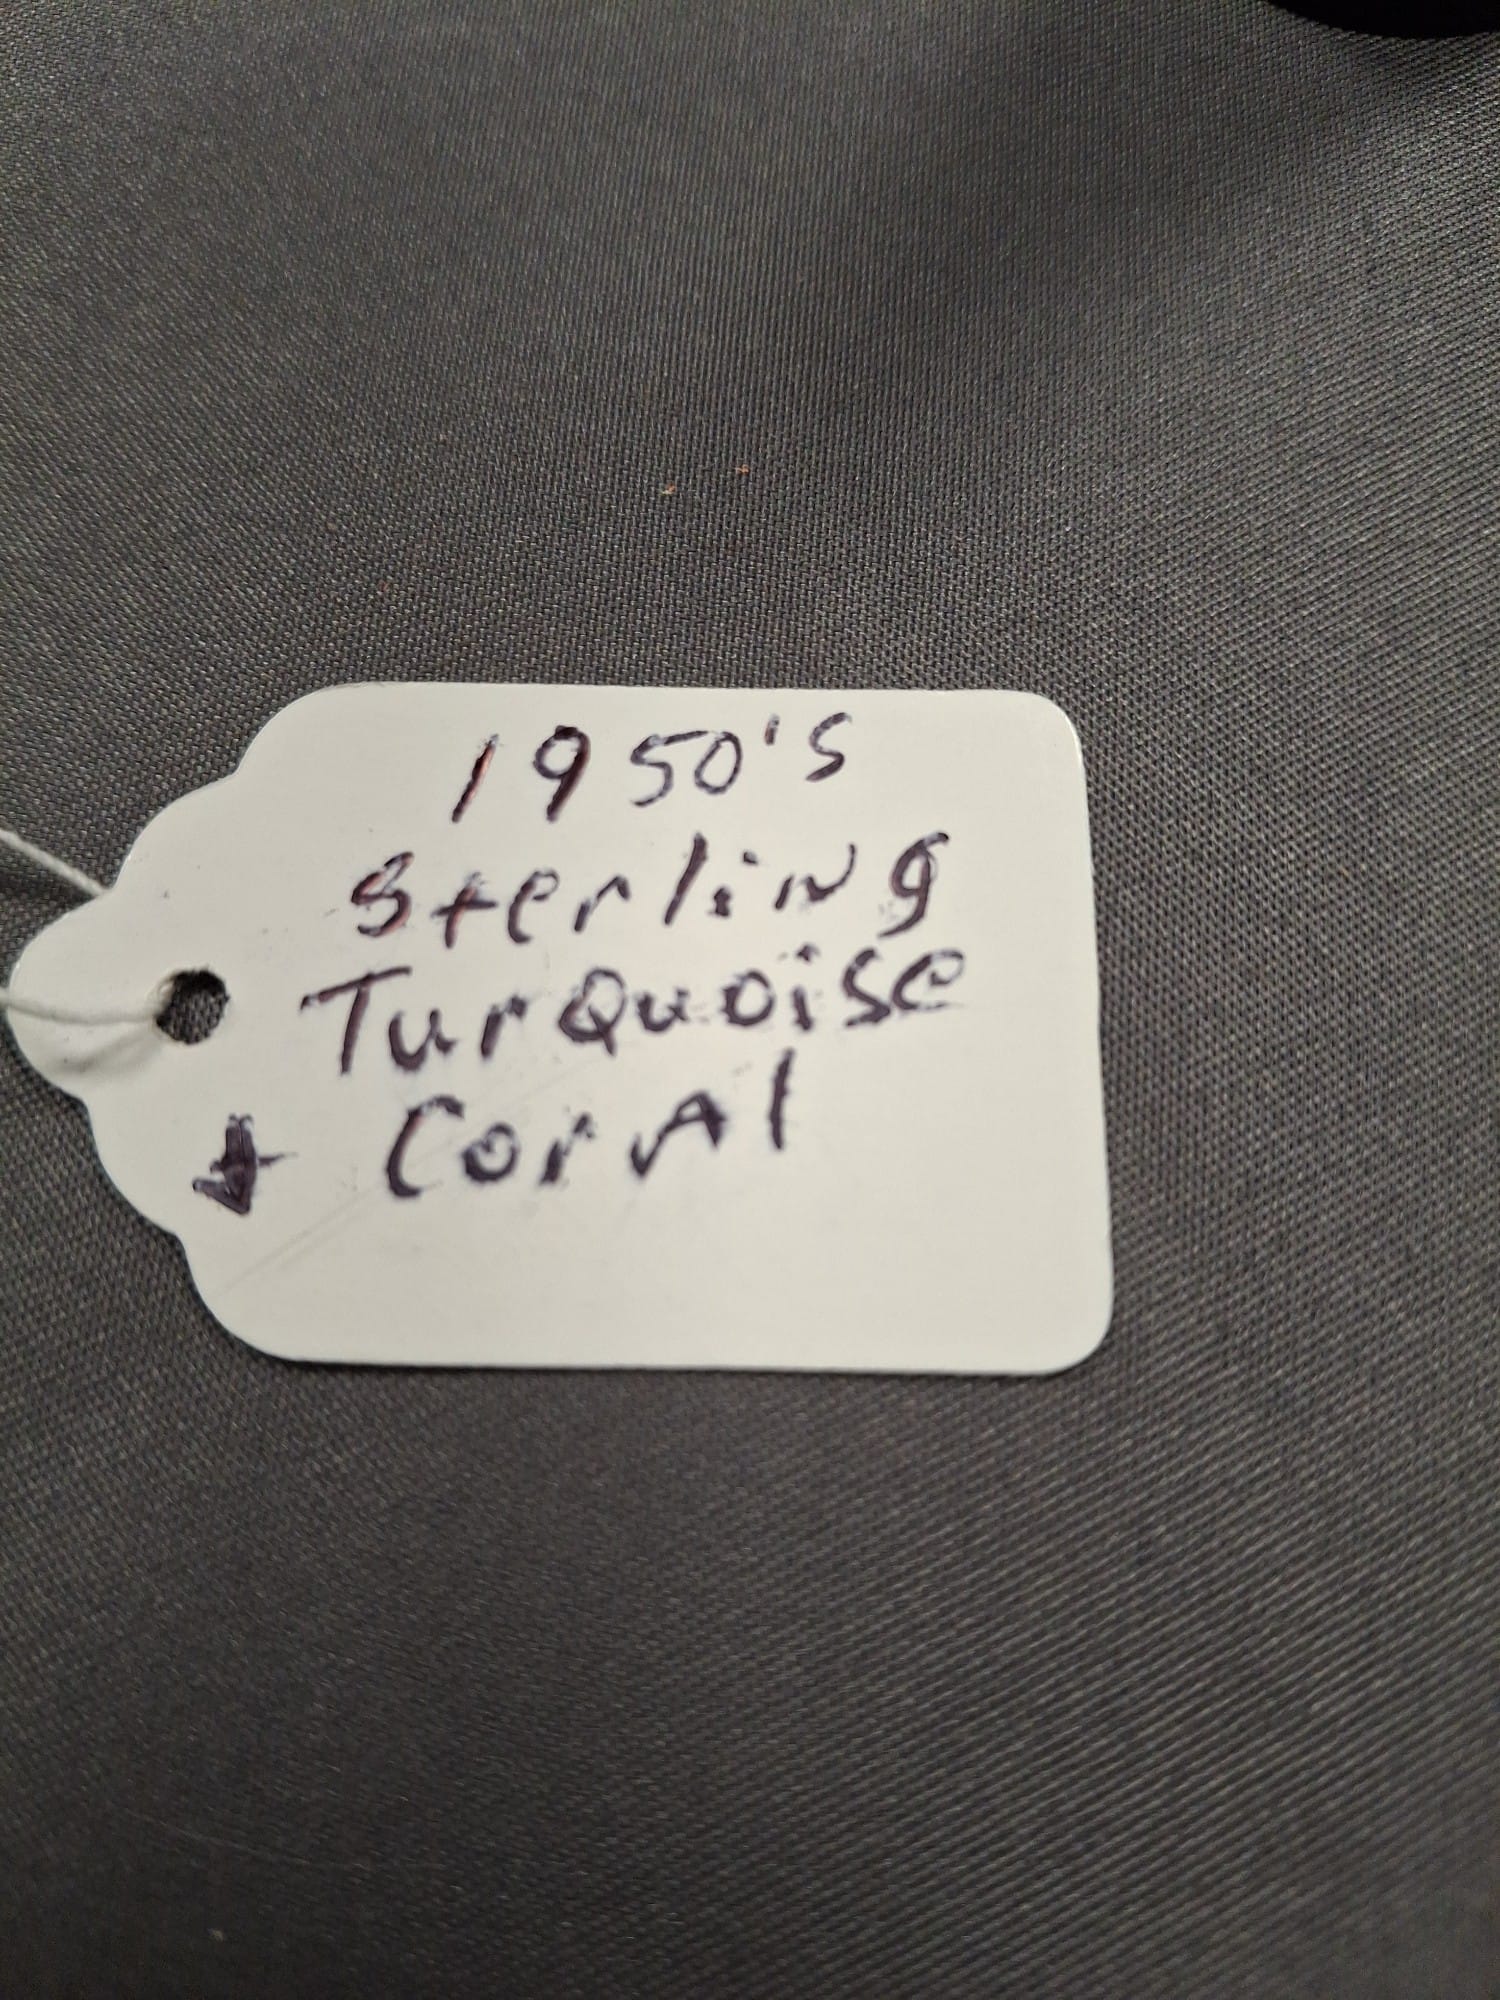 1950's
Sterling
Turquoise
+ Coral